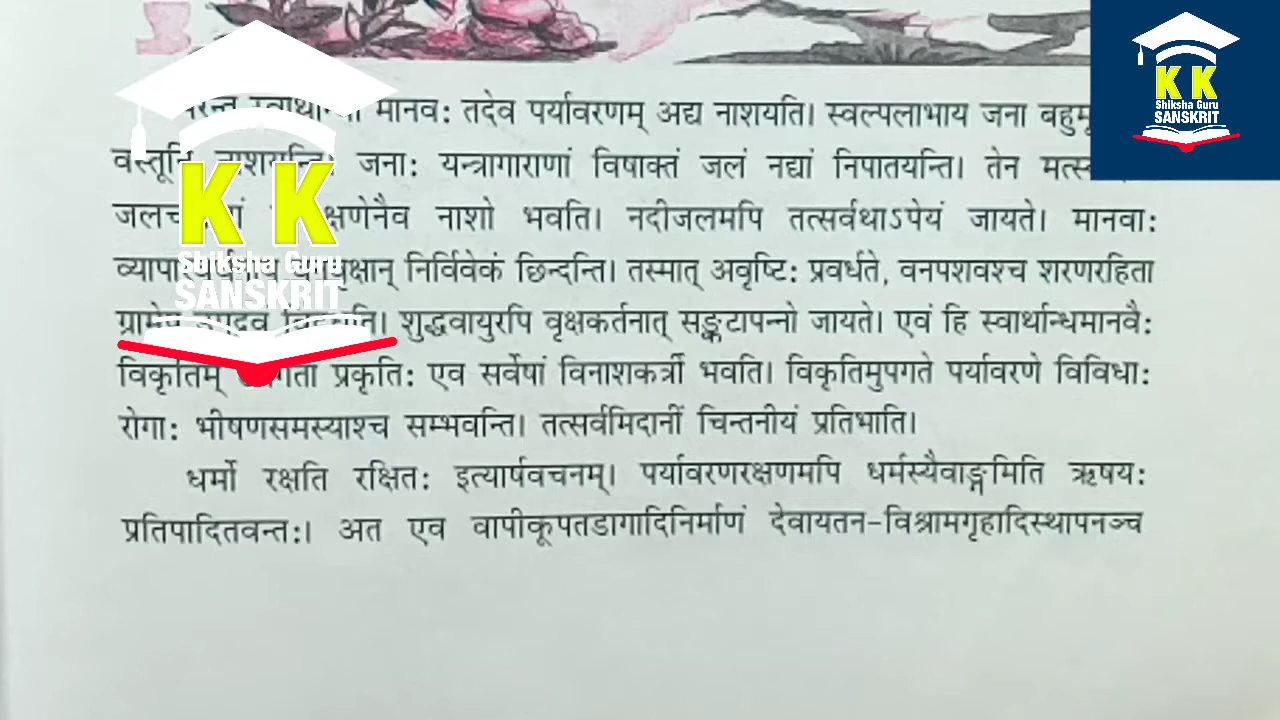 मानवः तदेव पर्यावरणम् अद्य नाशयति। स्वल्पलाभाय जना
जनाः यन्त्रागाराणां विषाक्तं जलं नद्यां निपातयन्ति। तेन
नाशो भवति। नदीजलमपि तत्सर्वथाऽपेयं जायते। मानवाः
निर्विवेकं छिन्दन्ति। तस्मात् अवृष्टिः प्रवर्धते, वनपशवश्च शरणरहिता
शुद्धवायुरपि वृक्षकर्तनात् सङ्कटापन्नो जायते। एवं हि स्वार्थान्धमानवैः
विकृतिम् प्रकृतिः एव सर्वेषां विनाशकर्त्री भवति। विकृतिमुपगते पर्यावरणे विविधाः
रोगाः भीषणसमस्याश्च सम्भवन्ति। तत्सर्वमिदानीं चिन्तनीयं प्रतिभाति।
धर्मो रक्षति रक्षितः इत्यार्षवचनम्। पर्यावरणरक्षणमपि धर्मस्यैवाङ्गमिति ऋषयः
प्रतिपादितवन्तः। अत एव वापीकूपतडागादिनिर्माणं देवायतन-विश्रामगृहादिस्थापनञ्च
K K
Shiksha Guru
SANSKRIT
K K
Shiksha Guru
SANSKRIT